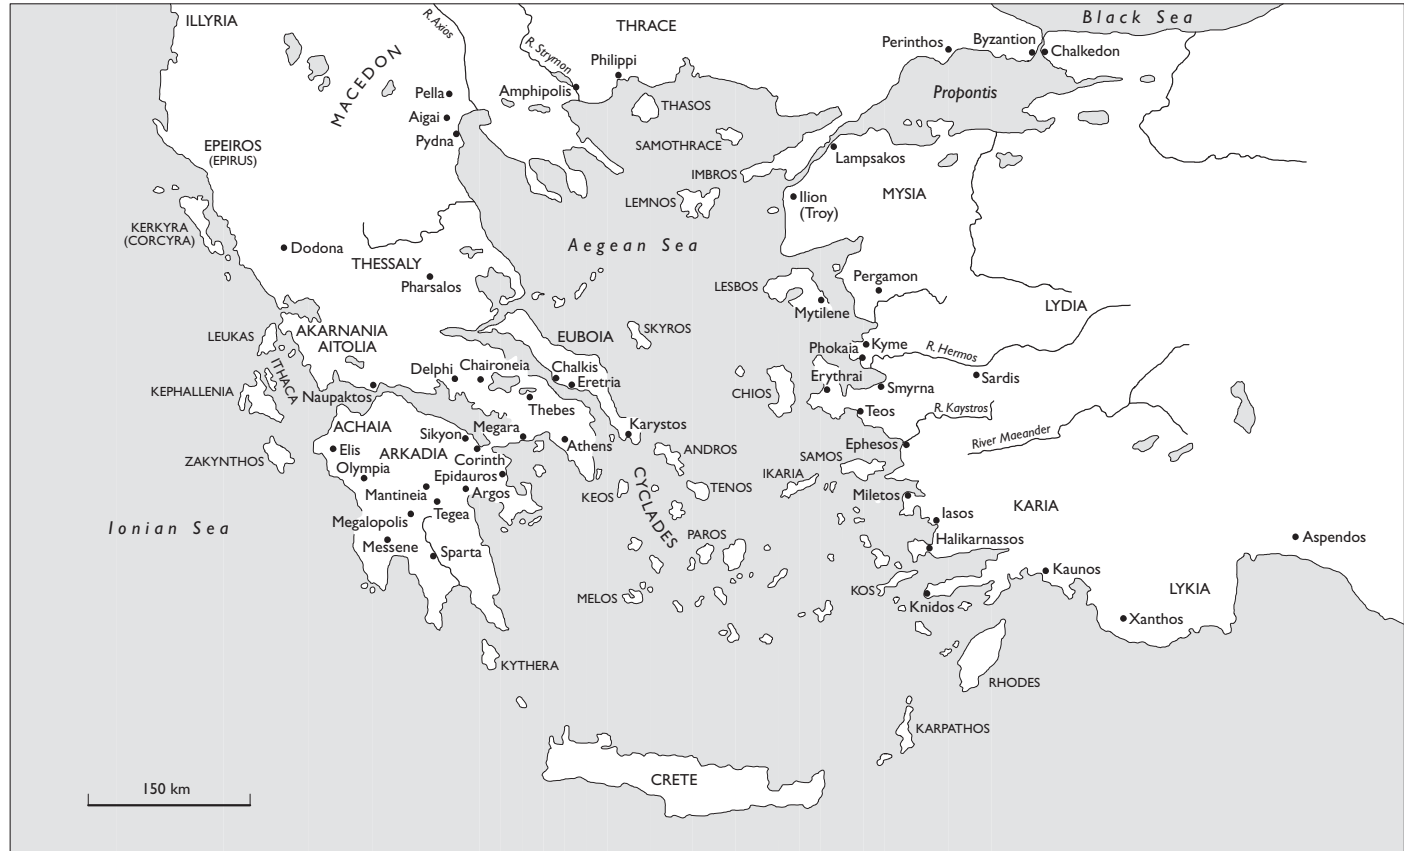 ILLYRIA
R. Axios
THRACE
Black Sea
MACEDON
R. Strymon
Philippi
Perinthos
Byzantion
Chalkedon
Pella
Amphipolis
Propontis
Aigai
THASOS
Pydna
EPEIROS
(EPIRUS)
SAMOTHRACE
Lampsakos
IMBROS
LEMNOS
Ilion
(Troy)
MYSIA
KERKYRA
(CORCYRA)
Dodona
Aegean Sea
THESSALY
Pharsalos
LESBOS
Pergamon
Mytilene
LYDIA
LEUKAS
AKARNANIA
AITOLIA
EUBOIA
SKYROS
Phokaia
Kyme
R. Hermos
ITHACA
Delphi
Chaironeia
Chalkis
Eretria
Erythrai
Smyrna
Sardis
KEPHALLENIA
Naupaktos
Thebes
CHIOS
Teos
R. Kaystros
ACHAIA
Sikyon
Megara
Athens
Karystos
Ephesos
River Maeander
Elis
ARKADIA
Corinth
ANDROS
SAMOS
ZAKYNTHOS
Olympia
Epidauros
CYCLADES
IKARIA
Mantineia
Argos
KEOS
TENOS
Miletos
Tegea
KARIA
Megalopolis
Iasos
Ionian Sea
Messene
Sparta
PAROS
Halikarnassos
Aspendos
Kaunos
MELOS
KOS
Knidos
LYKIA
Xanthos
KYTHERA
RHODES
KARPATHOS
CRETE
150 km